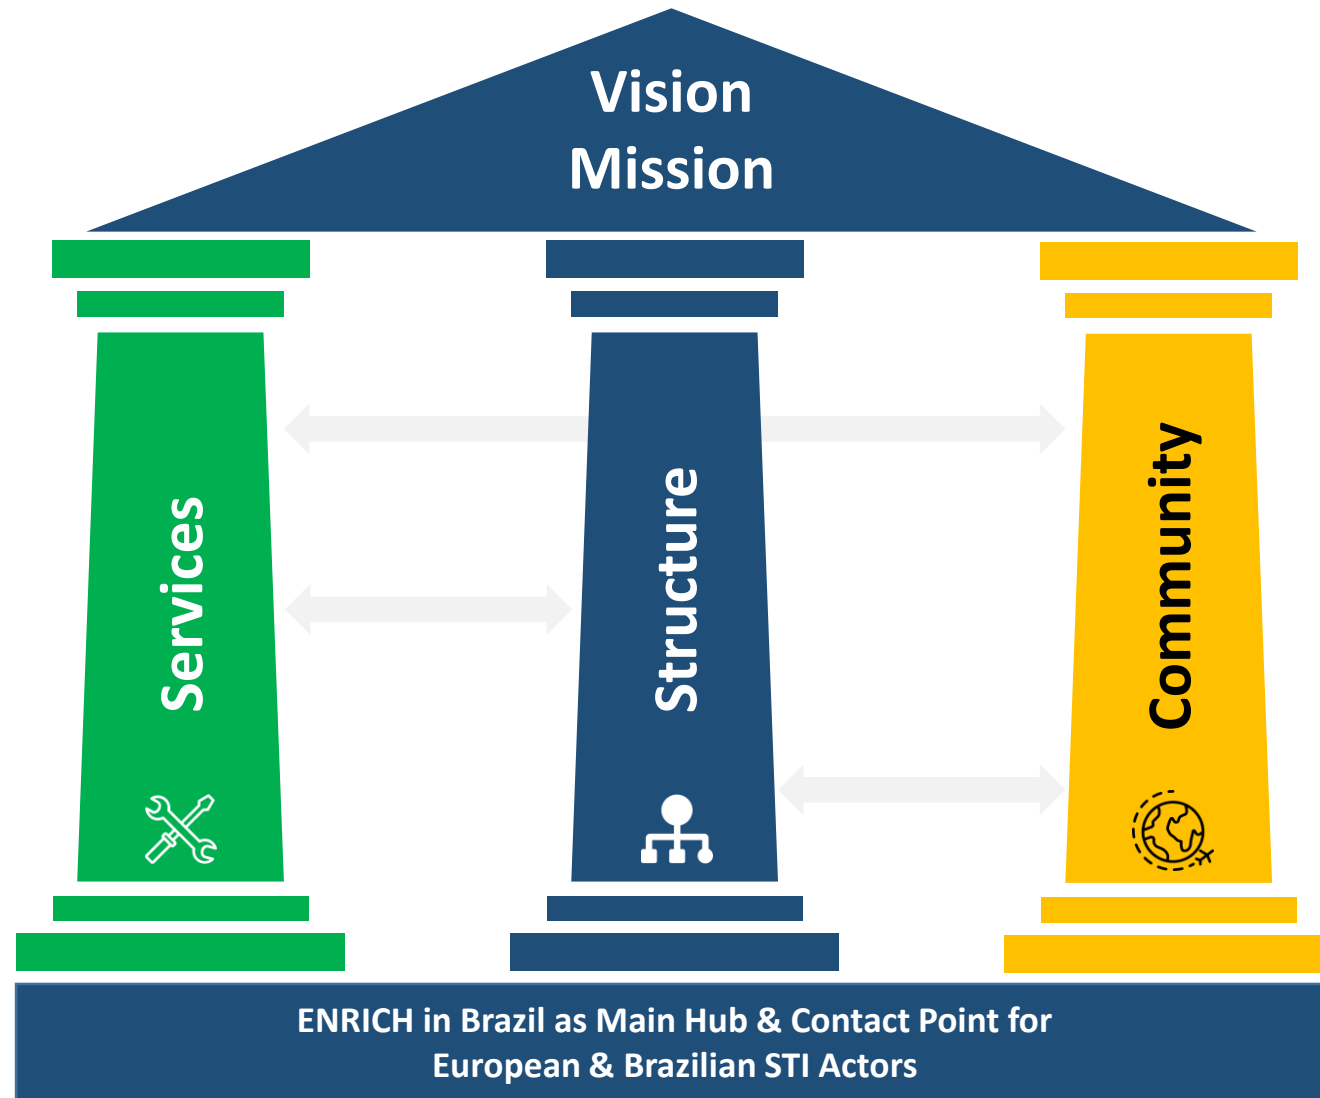 Vision
Mission
Services
Structure
Community
ENRICH in Brazil as Main Hub & Contact Point for
European & Brazilian STI Actors